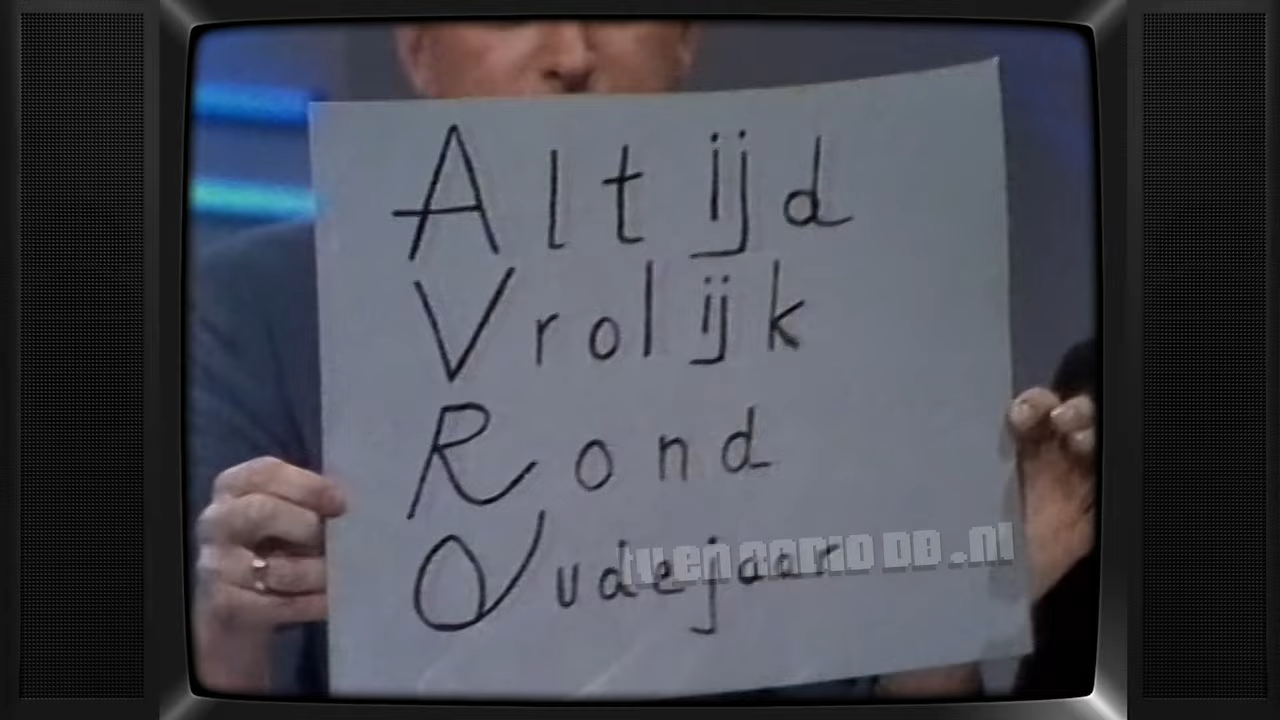 Altijd
Vrolijk
Rond
Oudejaar
tvenradiodb.nl